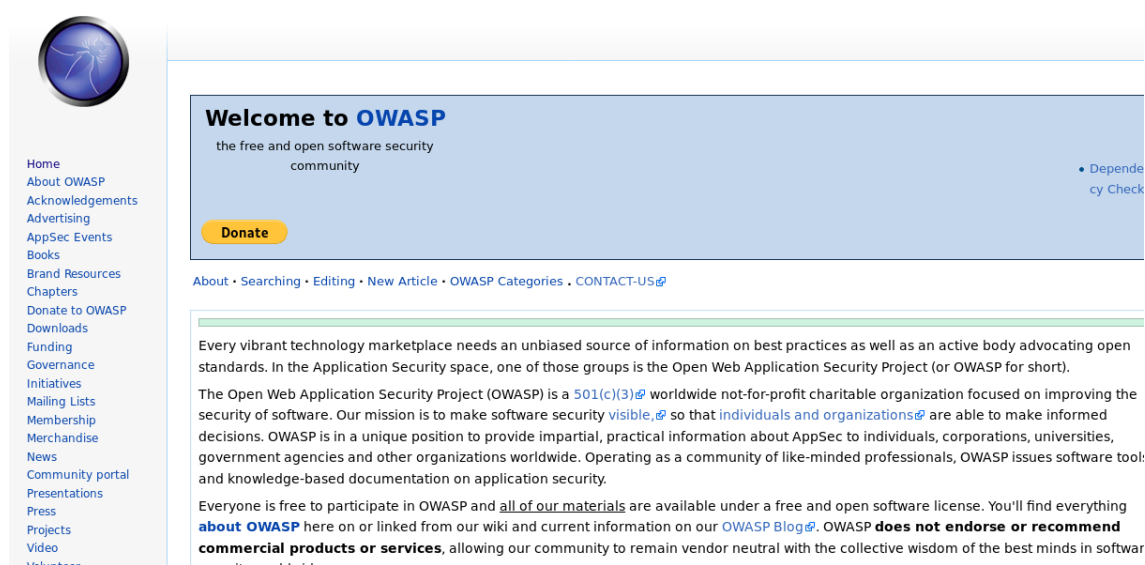 Home
About OWASP
Acknowledgements
Advertising
AppSec Events
Books
Brand Resources
Chapters
Donate to OWASP
Downloads
Funding
Governance
Initiatives
Mailing Lists
Membership
Merchandise
News
Community portal
Presentations
Press
Projects
Video
Welcome to OWASP
the free and open software security
community
Depende
cy Check
Donate
About · Searching · Editing · New Article · OWASP Categories . CONTACT-US
Every vibrant technology marketplace needs an unbiased source of information on best practices as well as an active body advocating open
standards. In the Application Security space, one of those groups is the Open Web Application Security Project (or OWASP for short).
The Open Web Application Security Project (OWASP) is a 501(c)(3) worldwide not-for-profit charitable organization focused on improving the
security of software. Our mission is to make software security visible, so that individuals and organizations are able to make informed
decisions. OWASP is in a unique position to provide impartial, practical information about AppSec to individuals, corporations, universities,
government agencies and other organizations worldwide. Operating as a community of like-minded professionals, OWASP issues software tools
and knowledge-based documentation on application security.
Everyone is free to participate in OWASP and all of our materials are available under a free and open software license. You'll find everything
about OWASP here on or linked from our wiki and current information on our OWASP Blog. OWASP does not endorse or recommend
commercial products or services, allowing our community to remain vendor neutral with the collective wisdom of the best minds in softwar